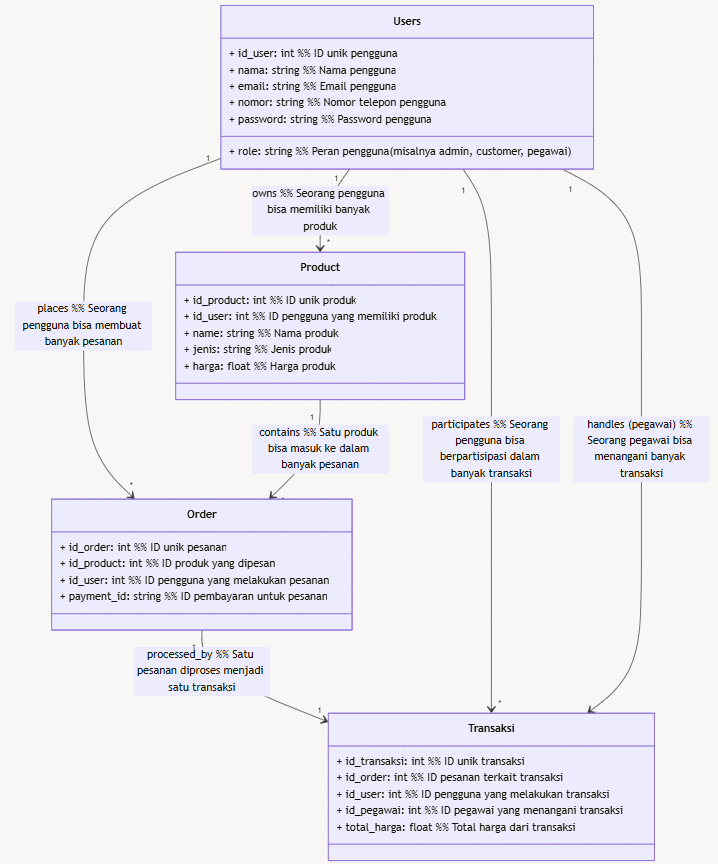 Users
+ id_user: int %% ID unik pengguna
+ nama: string %% Nama pengguna
+ email: string %% Email pengguna
+ nomor: string %% Nomor telepon pengguna
+ password: string %% Password pengguna
+ role: string %% Peran pengguna(misalnya admin, customer, pegawai)
1
1
1
1
owns %% Seorang pengguna
bisa memiliki banyak
produk
*
Product
+ id_product: int %% ID unik produk
+ id_user: int %% ID pengguna yang memiliki produk
+ name: string %% Nama produk
+ jenis: string %% Jenis produk
+ harga: float %% Harga produk
places %% Seorang
pengguna bisa membuat
banyak pesanan
1
contains %% Satu produk
bisa masuk ke dalam
banyak pesanan
participates %% Seorang
pengguna bisa
berpartisipasi dalam
banyak transaksi
handles (pegawai) %%
Seorang pegawai bisa
menangani banyak
transaksi
*
*
Order
+ id_order: int %% ID unik pesanan
+ id_product: int %% ID produk yang dipesan
+ id_user: int %% ID pengguna yang melakukan pesanan
+ payment_id: string %% ID pembayaran untuk pesanan
1
processed_by %% Satu
pesanan diproses menjadi
satu transaksi
1
*
Transaksi
+ id_transaksi: int %% ID unik transaksi
+ id_order: int %% ID pesanan terkait transaksi
+ id_user: int %% ID pengguna yang melakukan transaksi
+ id_pegawai: int %% ID pegawai yang menangani transaksi
+ total_harga: float %% Total harga dari transaksi